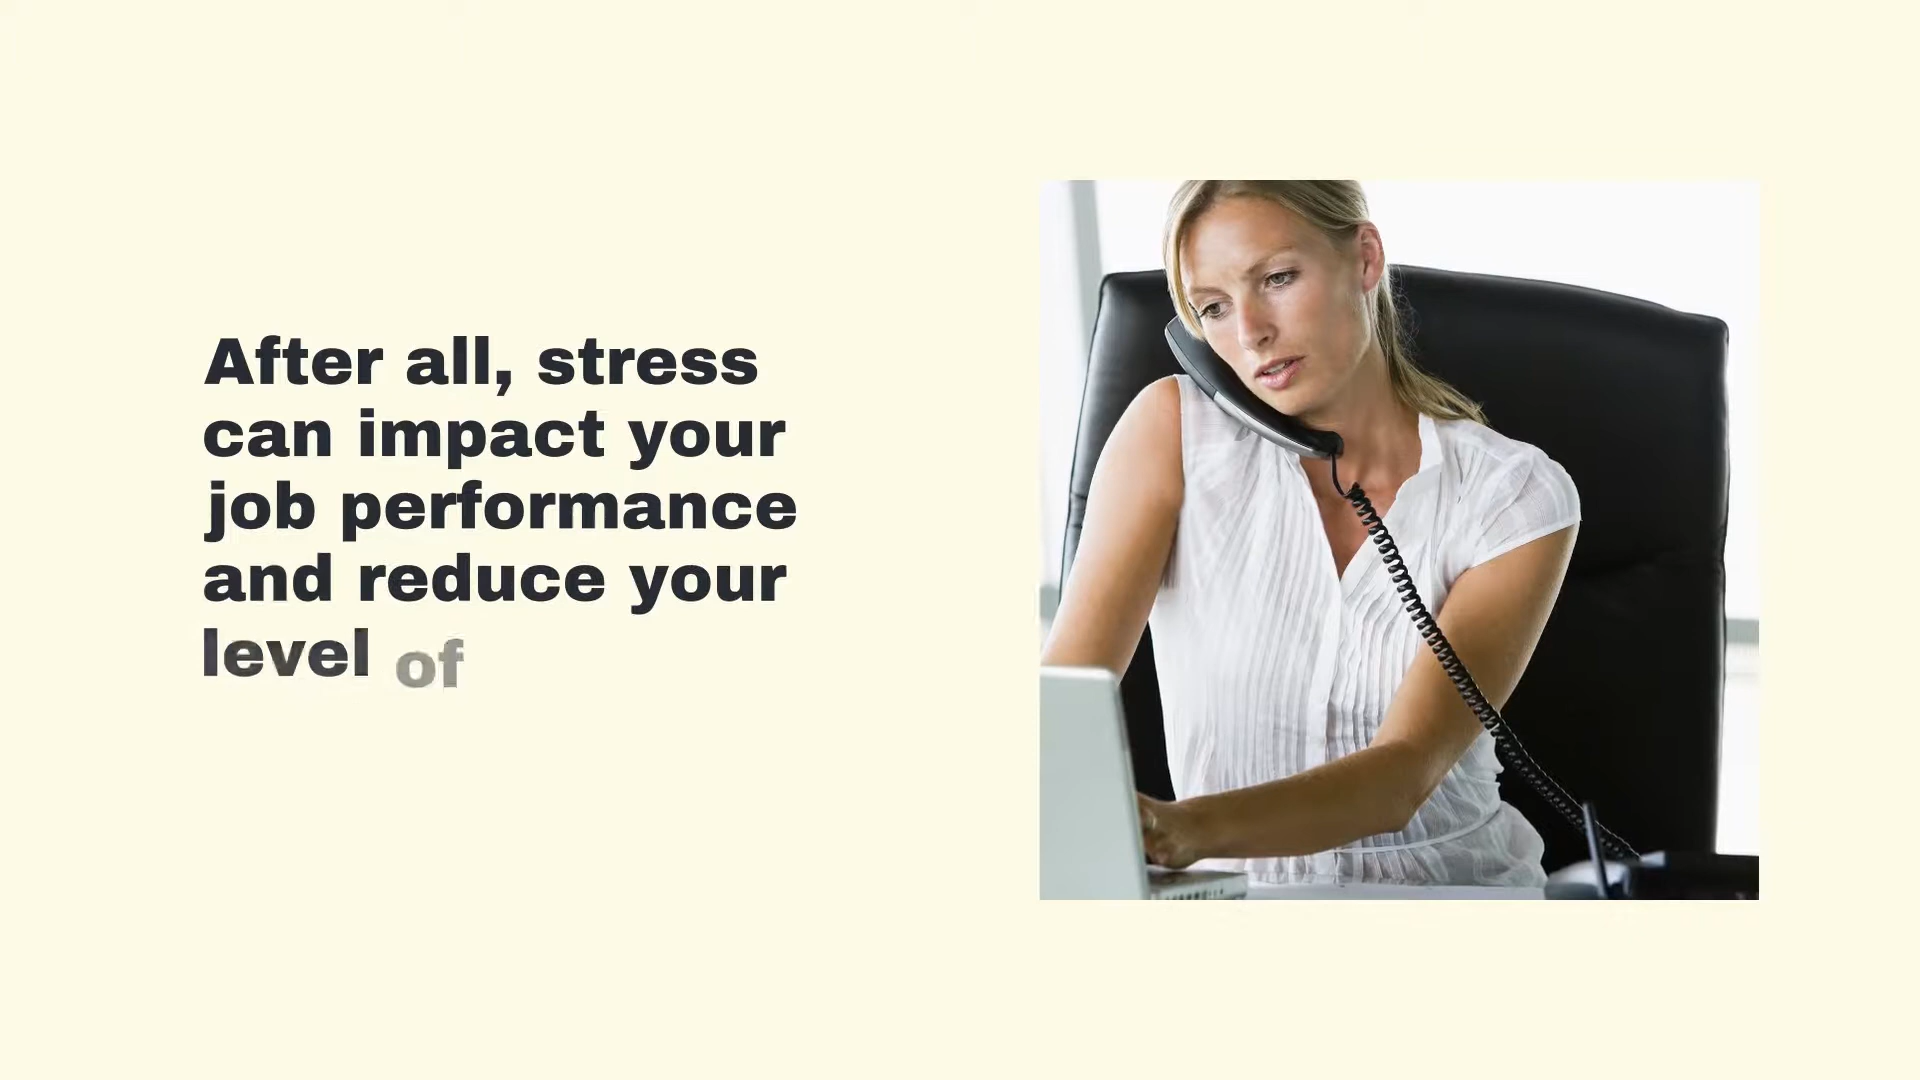 After all, stress
can impact your
job performance
and reduce your
level of